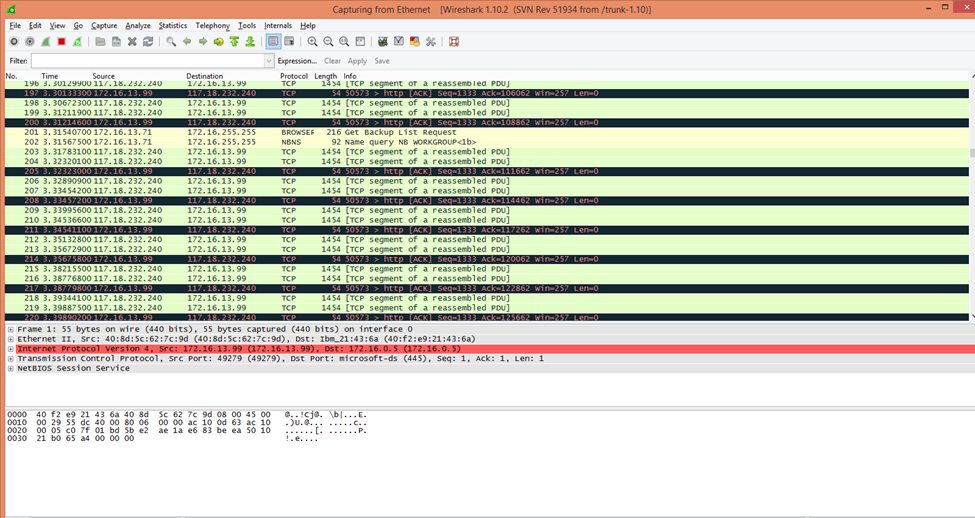 Capturing from Ethernet [Wireshark 1.10.2 (SVN Rev 51934 from /trunk-1.10)]
File Edit View Go Capture Analyze Statistics Telephony Tools Internals Help
Filter: Expression... Clear Apply Save
No. Time Source Destination Protocol Length Info
196 3.30129900 117.18.232.240 172.16.13.99 TCP 1454 [TCP segment of a reassembled PDU]
197 3.30133300 172.16.13.99 117.18.232.240 TCP 54 50573 > http [ACK] Seq=1333 Ack=106062 Win=257 Len=0
198 3.30672300 117.18.232.240 172.16.13.99 TCP 1454 [TCP segment of a reassembled PDU]
199 3.31211900 117.18.232.240 172.16.13.99 TCP 1454 [TCP segment of a reassembled PDU]
200 3.31214600 172.16.13.99 117.18.232.240 TCP 54 50573 > http [ACK] Seq=1333 Ack=108862 Win=257 Len=0
201 3.31540700 172.16.13.71 172.16.255.255 BROWSEF 216 Get Backup List Request
202 3.31567500 172.16.13.71 172.16.255.255 NBNS 92 Name query NB WORKGROUP<1b>
203 3.31783100 117.18.232.240 172.16.13.99 TCP 1454 [TCP segment of a reassembled PDU]
204 3.32320100 117.18.232.240 172.16.13.99 TCP 1454 [TCP segment of a reassembled PDU]
205 3.32323000 172.16.13.99 117.18.232.240 TCP 54 50573 > http [ACK] Seq=1333 Ack=111662 Win=257 Len=0
206 3.32890900 117.18.232.240 172.16.13.99 TCP 1454 [TCP segment of a reassembled PDU]
207 3.33454200 117.18.232.240 172.16.13.99 TCP 1454 [TCP segment of a reassembled PDU]
208 3.33457200 172.16.13.99 117.18.232.240 TCP 54 50573 > http [ACK] Seq=1333 Ack=114462 Win=257 Len=0
209 3.33995600 117.18.232.240 172.16.13.99 TCP 1454 [TCP segment of a reassembled PDU]
210 3.34536600 117.18.232.240 172.16.13.99 TCP 1454 [TCP segment of a reassembled PDU]
211 3.34541100 172.16.13.99 117.18.232.240 TCP 54 50573 > http [ACK] Seq=1333 Ack=117262 Win=257 Len=0
212 3.35132800 117.18.232.240 172.16.13.99 TCP 1454 [TCP segment of a reassembled PDU]
213 3.35672900 117.18.232.240 172.16.13.99 TCP 1454 [TCP segment of a reassembled PDU]
214 3.35675800 172.16.13.99 117.18.232.240 TCP 54 50573 > http [ACK] Seq=1333 Ack=120062 Win=257 Len=0
215 3.38215500 117.18.232.240 172.16.13.99 TCP 1454 [TCP segment of a reassembled PDU]
216 3.38776800 117.18.232.240 172.16.13.99 TCP 1454 [TCP segment of a reassembled PDU]
217 3.38779800 172.16.13.99 117.18.232.240 TCP 54 50573 > http [ACK] Seq=1333 Ack=122862 Win=257 Len=0
218 3.39344100 117.18.232.240 172.16.13.99 TCP 1454 [TCP segment of a reassembled PDU]
219 3.39887500 117.18.232.240 172.16.13.99 TCP 1454 [TCP segment of a reassembled PDU]
220 3.39890200 172.16.13.99 117.18.232.240 TCP 54 50573 > http [ACK] Seq=1333 Ack=125662 Win=257 Len=0
Frame 1: 55 bytes on wire (440 bits), 55 bytes captured (440 bits) on interface 0
Ethernet II, Src: 40:8d:5c:62:7c:9d (40:8d:5c:62:7c:9d), Dst: Ibm_21:43:6a (40:f2:e9:21:43:6a)
Internet Protocol Version 4, Src: 172.16.13.99 (172.16.13.99), Dst: 172.16.0.5 (172.16.0.5)
Transmission Control Protocol, Src Port: 49279 (49279), Dst Port: microsoft-ds (445), Seq: 1, Ack: 1, Len: 1
NetBIOS Session Service
0000 40 f2 e9 21 43 6a 40 8d 5c 62 7c 9d 08 00 45 00 @..!Cj@. \b|...E.
0010 00 29 55 dc 40 00 80 06 00 00 ac 10 0d 63 ac 10 .)U.@... .....c..
0020 00 05 c0 7f 01 bd 5b e2 ae 1a e6 83 be ea 50 10 ......[. ......P.
0030 21 b0 65 a4 00 00 00 !.e....